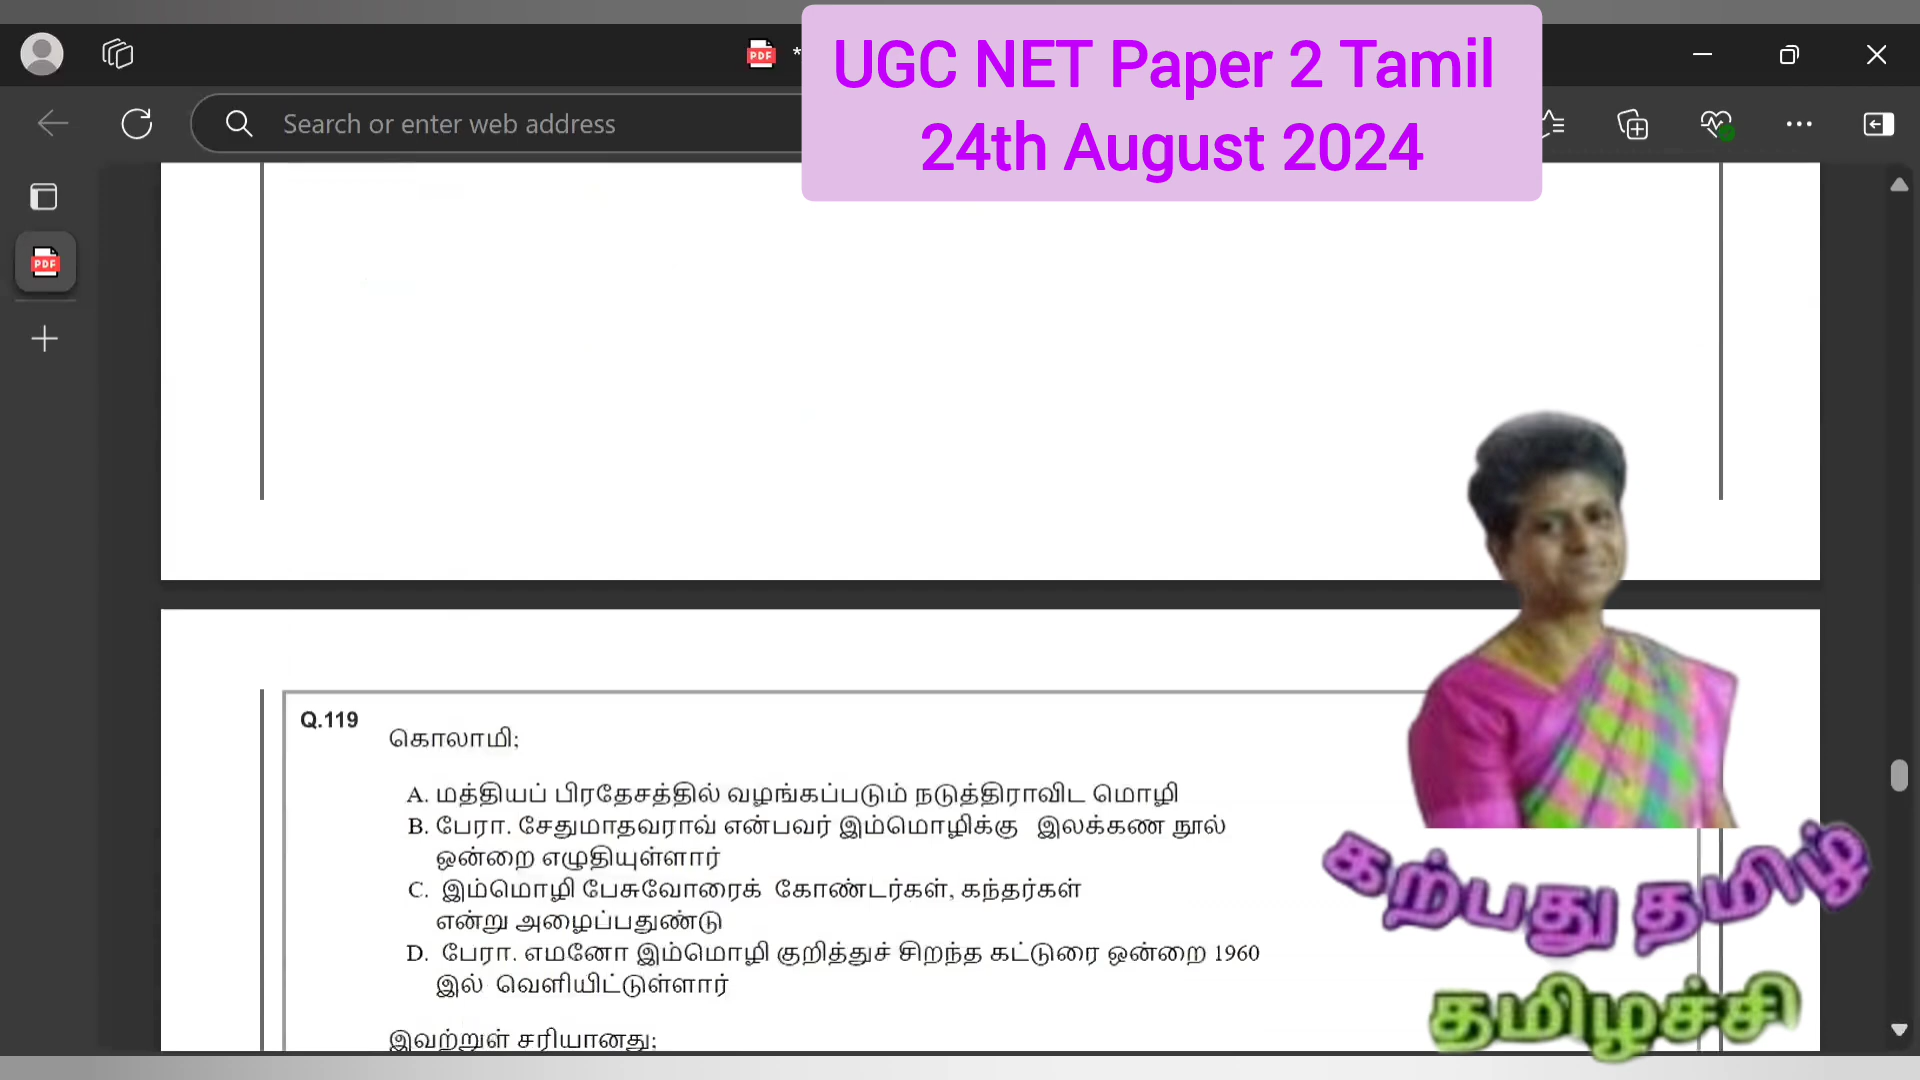 UGC NET Paper 2 Tamil
24th August 2024
PDF
*
Search or enter web address
PDF
Q.119
கொலாமி;
A. மத்தியப் பிரதேசத்தில் வழங்கப்படும் நடுத்திராவிட மொழி
B. பேரா. சேதுமாதவராவ் என்பவர் இம்மொழிக்கு இலக்கண நூல்
ஒன்றை எழுதியுள்ளார்
C. இம்மொழி பேசுவோரைக் கோண்டர்கள், கந்தர்கள்
என்று அழைப்பதுண்டு
D. பேரா. எமனோ இம்மொழி குறித்துச் சிறந்த கட்டுரை ஒன்றை 1960
இல் வெளியிட்டுள்ளார்
இவற்றுள் சரியானது;
கற்பது தமிழ்
தமிழச்சி